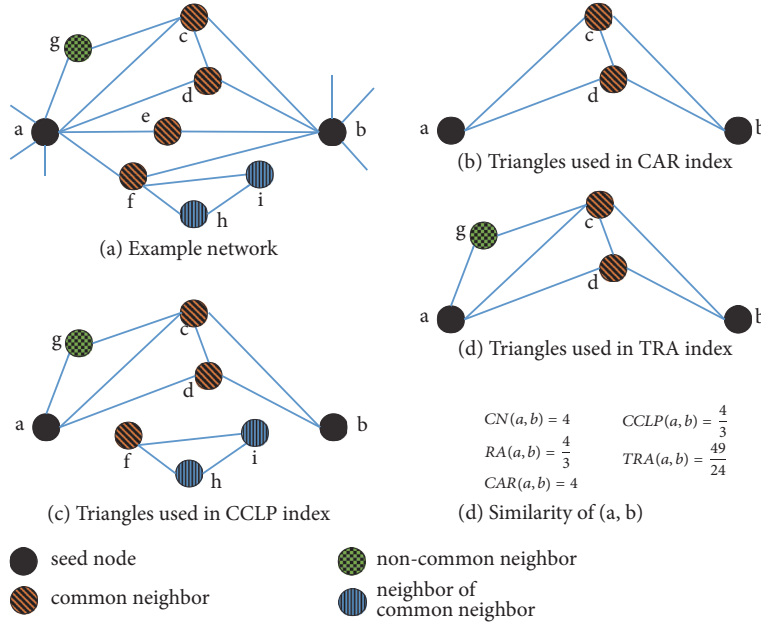 g
c
d
e
a
b
f
i
h
(a) Example network
c
d
a
b
(b) Triangles used in CAR index
g
c
d
a
b
(d) Triangles used in TRA index
g
c
d
a
b
f
i
h
(c) Triangles used in CCLP index
CN(a, b) = 4
RA(a, b) = 4/3
CAR(a, b) = 4
CCLP(a, b) = 4/3
TRA(a, b) = 49/24
(d) Similarity of (a, b)
seed node
common neighbor
non-common neighbor
neighbor of
common neighbor